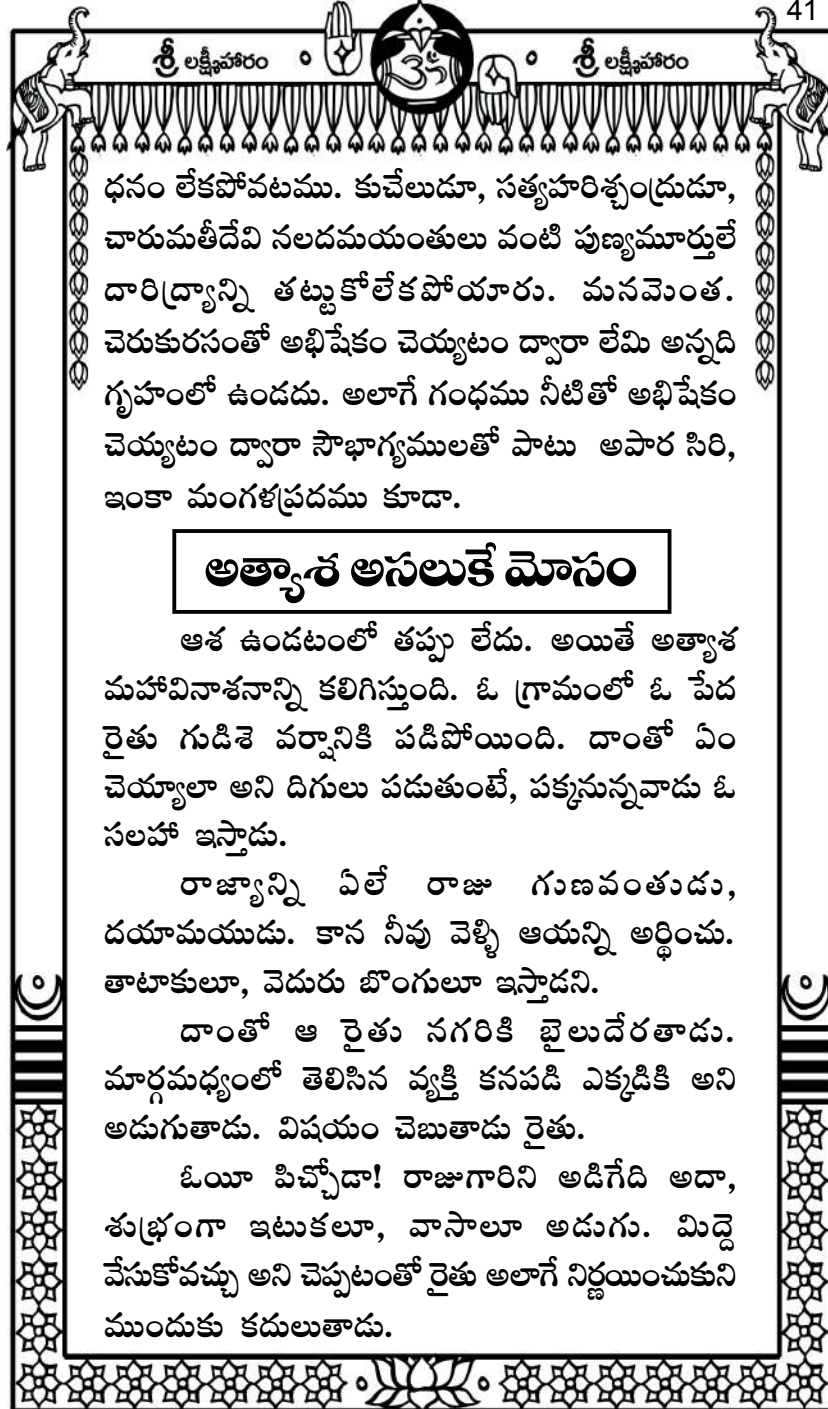 41
శ్రీ లక్ష్మీహారం
శ్రీ లక్ష్మీహారం
ధనం లేకపోవటము. కుచేలుడూ, సత్యహరిశ్చంద్రుడూ,
చారుమతీదేవి నలదమయంతులు వంటి పుణ్యమూర్తులే
దారిద్ర్యాన్ని తట్టుకోలేకపోయారు. మనమెంత.
చెరుకురసంతో అభిషేకం చెయ్యటం ద్వారా లేమి అన్నది
గృహంలో ఉండదు. అలాగే గంధము నీటితో అభిషేకం
చెయ్యటం ద్వారా సౌభాగ్యములతో పాటు అపార సిరి,
ఇంకా మంగళప్రదము కూడా.
అత్యాశ అసలుకే మోసం
ఆశ ఉండటంలో తప్పు లేదు. అయితే అత్యాశ
మహావినాశనాన్ని కలిగిస్తుంది. ఓ గ్రామంలో ఓ పేద
రైతు గుడిశె వర్షానికి పడిపోయింది. దాంతో ఏం
చెయ్యాలా అని దిగులు పడుతుంటే, పక్కనున్నవాడు ఓ
సలహా ఇస్తాడు.
రాజ్యాన్ని ఏలే రాజు గుణవంతుడు,
దయామయుడు. కాన నీవు వెళ్ళి ఆయన్ని అర్థించు.
తాటాకులూ, వెదురు బొంగులూ ఇస్తాడని.
దాంతో ఆ రైతు నగరికి బైలుదేరతాడు.
మార్గమధ్యంలో తెలిసిన వ్యక్తి కనపడి ఎక్కడికి అని
అడుగుతాడు. విషయం చెబుతాడు రైతు.
ఓయీ పిచ్చోడా! రాజుగారిని అడిగేది అదా,
శుభ్రంగా ఇటుకలూ, వాసాలూ అడుగు. మిద్దె
వేసుకోవచ్చు అని చెప్పటంతో రైతు అలాగే నిర్ణయించుకుని
ముందుకు కదులుతాడు.